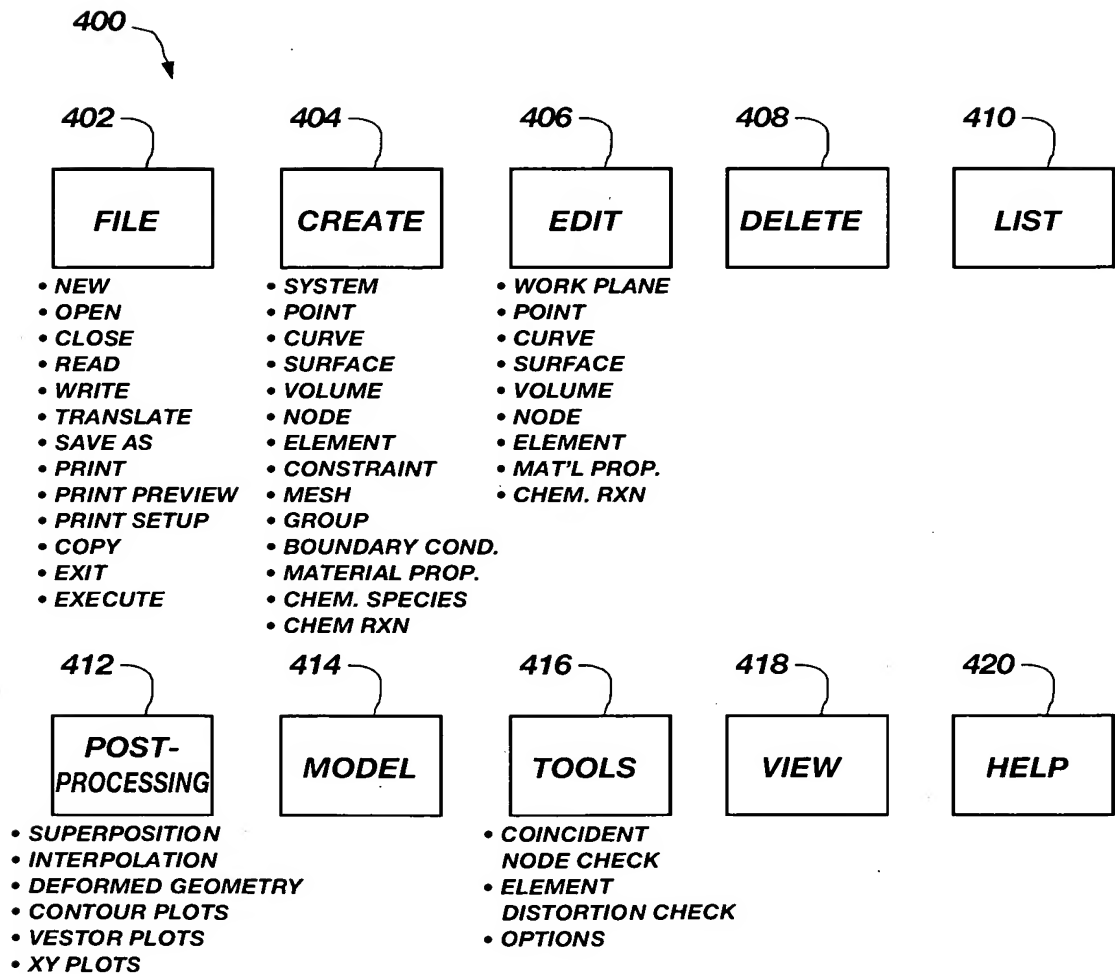 400
402
404
406
408
410
FILE
CREATE
EDIT
DELETE
LIST
• NEW
• OPEN
• CLOSE
• READ
• WRITE
• TRANSLATE
• SAVE AS
• PRINT
• PRINT PREVIEW
• PRINT SETUP
• COPY
• EXIT
• EXECUTE
• SYSTEM
• POINT
• CURVE
• SURFACE
• VOLUME
• NODE
• ELEMENT
• CONSTRAINT
• MESH
• GROUP
• BOUNDARY COND.
• MATERIAL PROP.
• CHEM. SPECIES
• CHEM RXN
• WORK PLANE
• POINT
• CURVE
• SURFACE
• VOLUME
• NODE
• ELEMENT
• MAT'L PROP.
• CHEM. RXN
412
414
416
418
420
POST-
PROCESSING
MODEL
TOOLS
VIEW
HELP
• SUPERPOSITION
• INTERPOLATION
• DEFORMED GEOMETRY
• CONTOUR PLOTS
• VESTOR PLOTS
• XY PLOTS
• COINCIDENT
NODE CHECK
• ELEMENT
DISTORTION CHECK
• OPTIONS